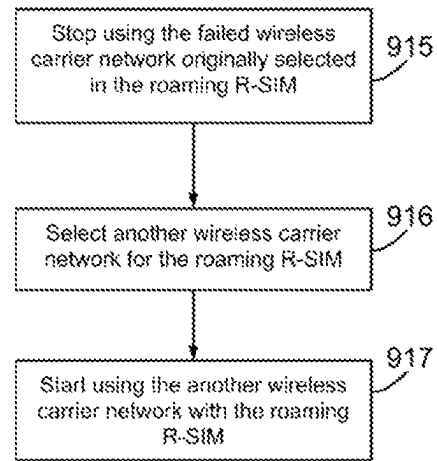 Stop using the failed wireless
carrier network originally selected
in the roaming R-SIM
915
Select another wireless carrier
network for the roaming R-SIM
916
Start using the another wireless
carrier network with the roaming
R-SIM
917